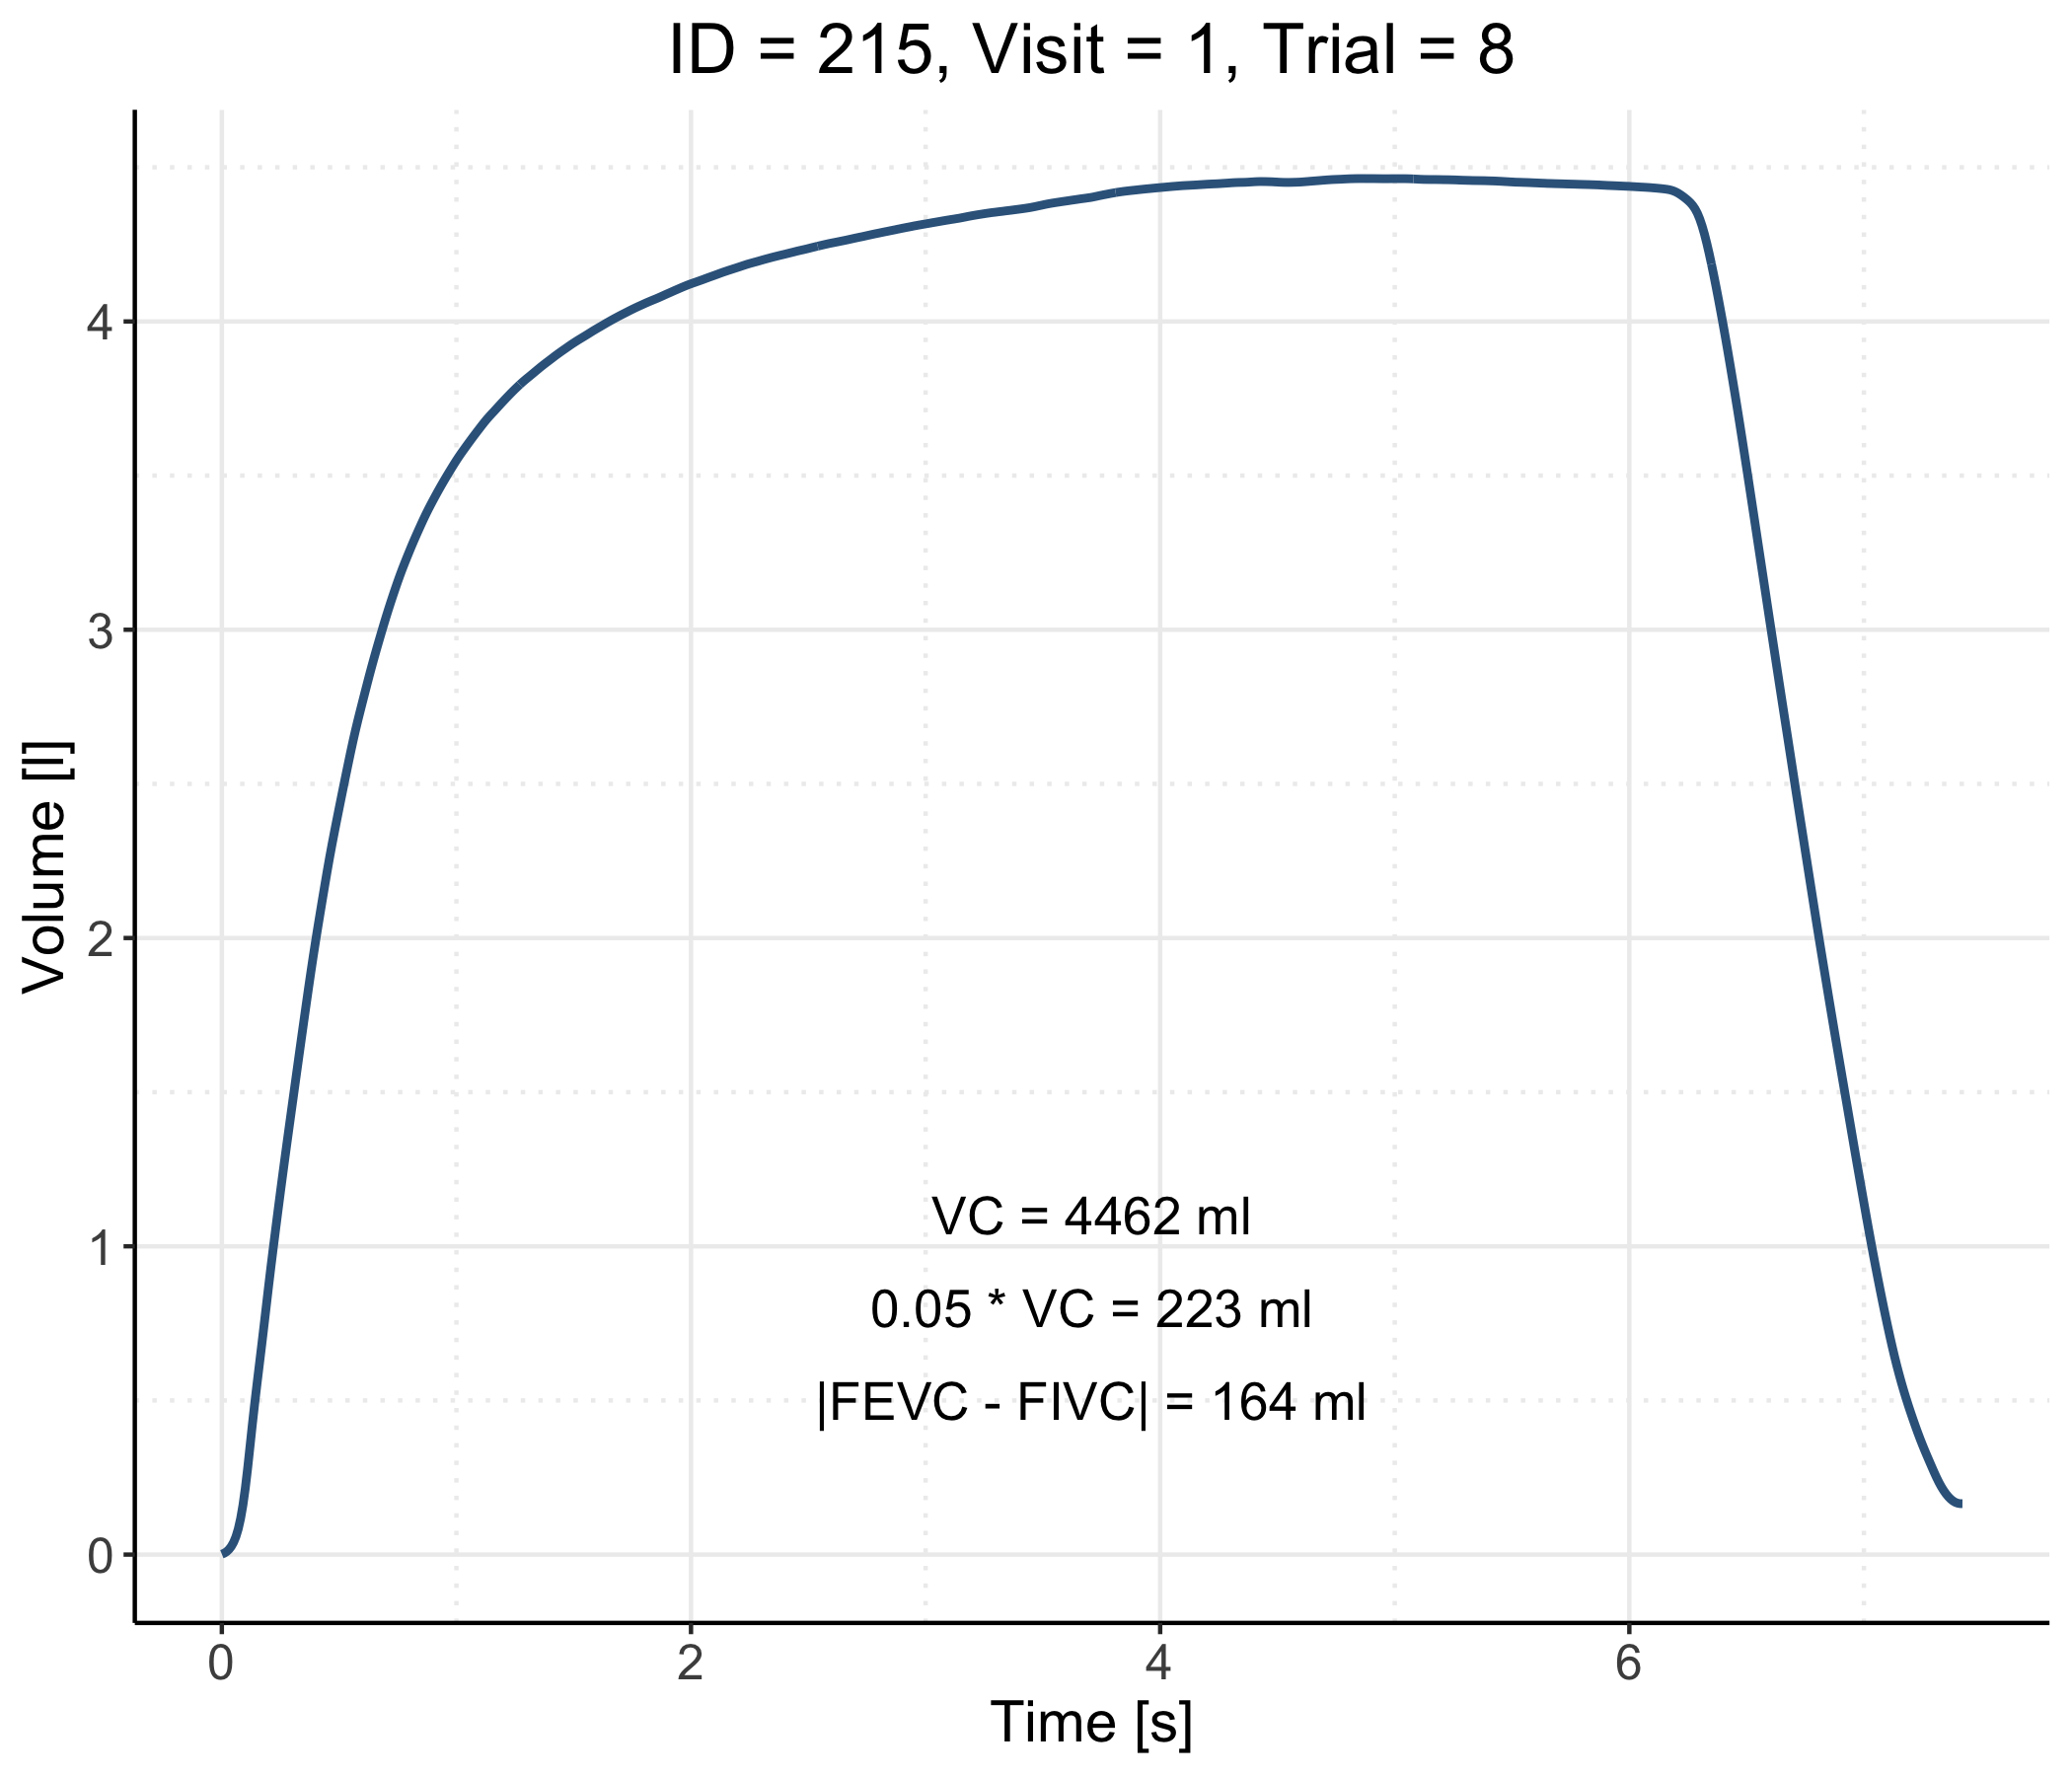 ID = 215, Visit = 1, Trial = 8
Volume [l]
4
3
2
1
0
VC = 4462 ml
0.05 * VC = 223 ml
|FEVC - FIVC| = 164 ml
0 2 4 6
Time [s]